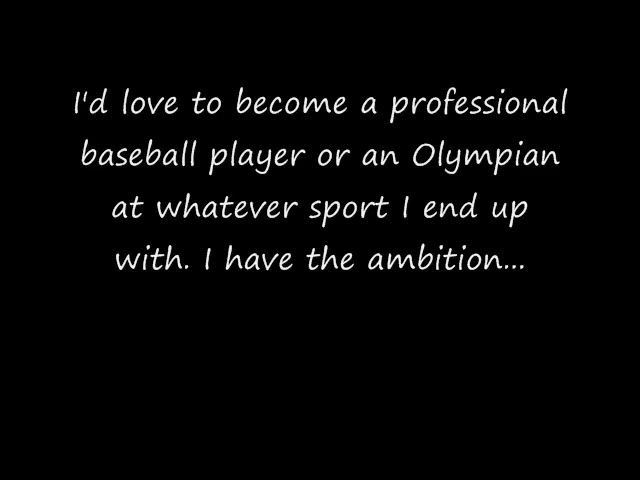 I'd love to become a professional
baseball player or an Olympian
at whatever sport I end up
with. I have the ambition...